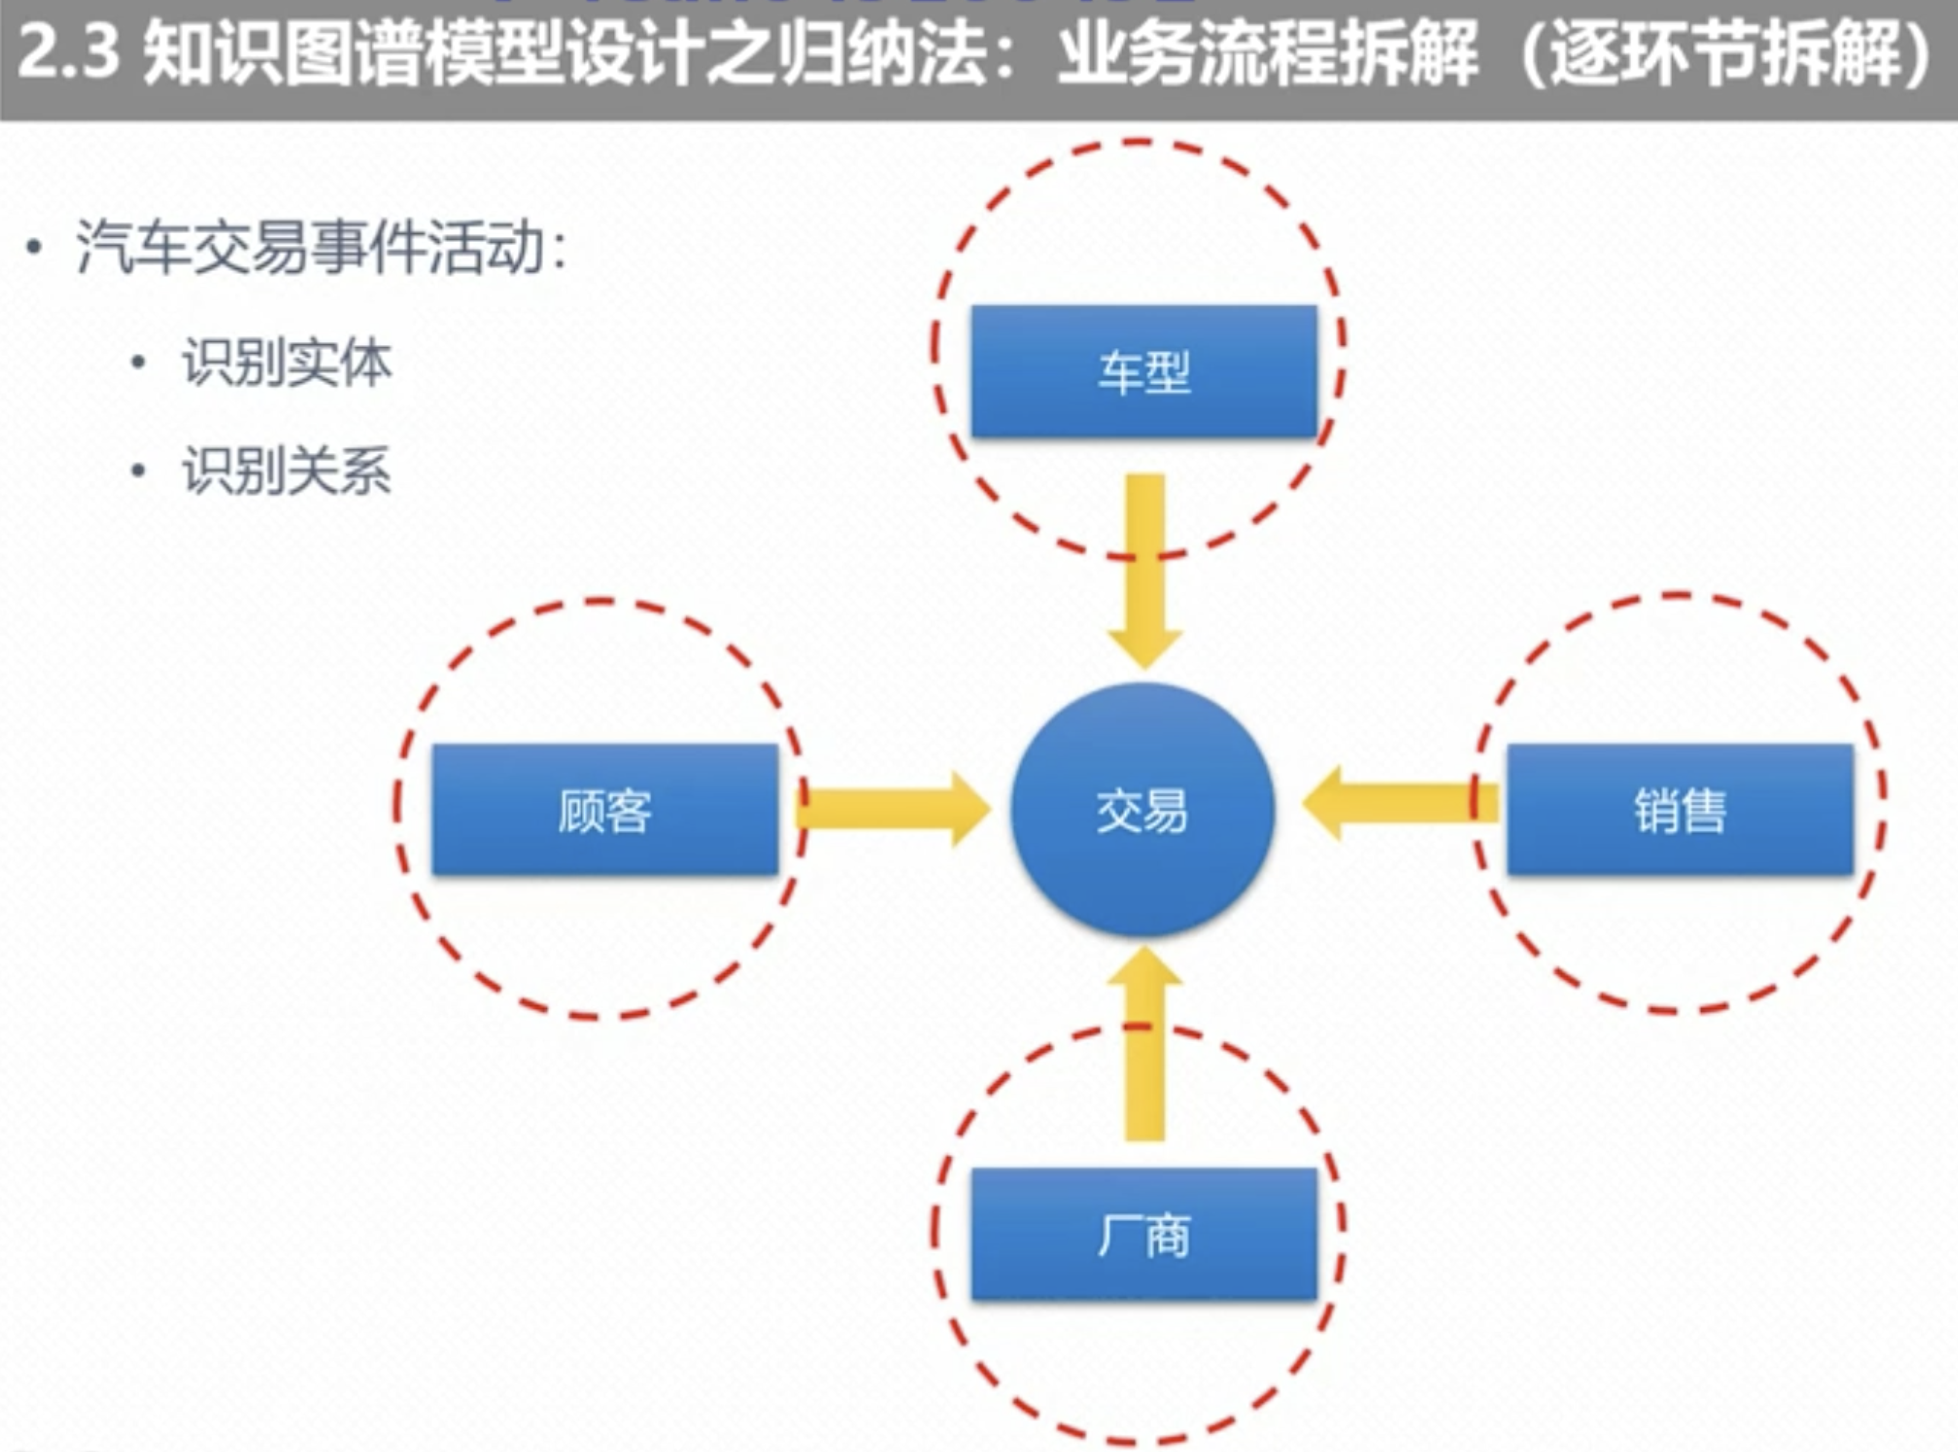 2.3 知识图谱模型设计之归纳法：业务流程拆解（逐环节拆解）
• 汽车交易事件活动：
• 识别实体
• 识别关系
车型
顾客
交易
销售
厂商